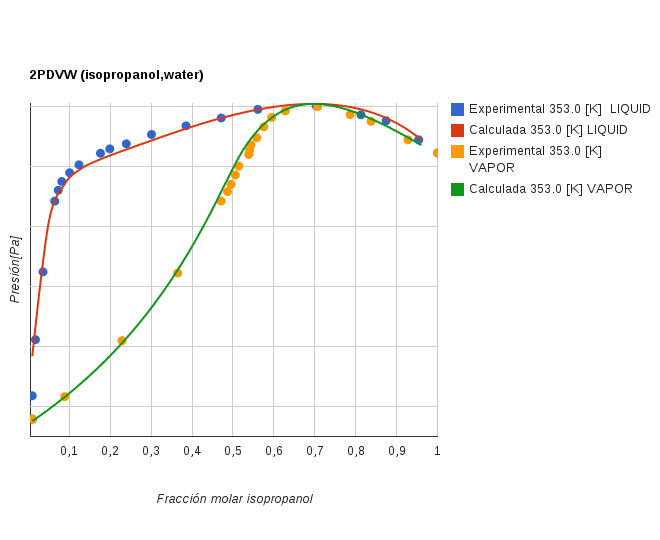 2PDVW (isopropanol,water)
Experimental 353.0 [K]  LIQUID
Calculada 353.0 [K] LIQUID
Experimental 353.0 [K]
VAPOR
Calculada 353.0 [K] VAPOR
Presión[Pa]
0,1 0,2 0,3 0,4 0,5 0,6 0,7 0,8 0,9 1
Fracción molar isopropanol